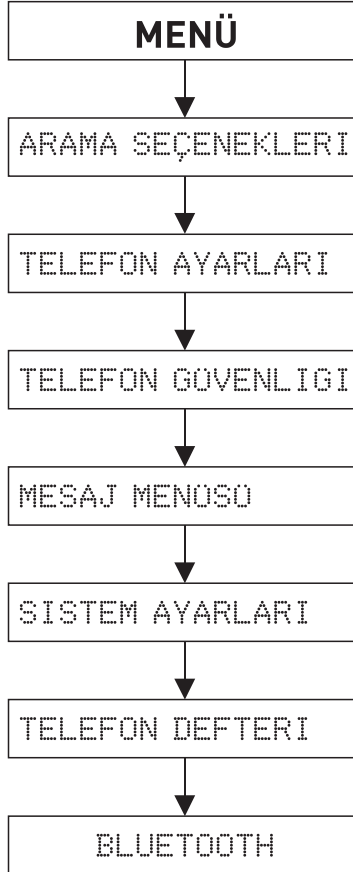 MENÜ
ARAMA SEÇENEKLERI
TELEFON AYARLARI
TELEFON GÜVENLIGI
MESAJ MENÜSÜ
SISTEM AYARLARI
TELEFON DEFTERI
BLUETOOTH